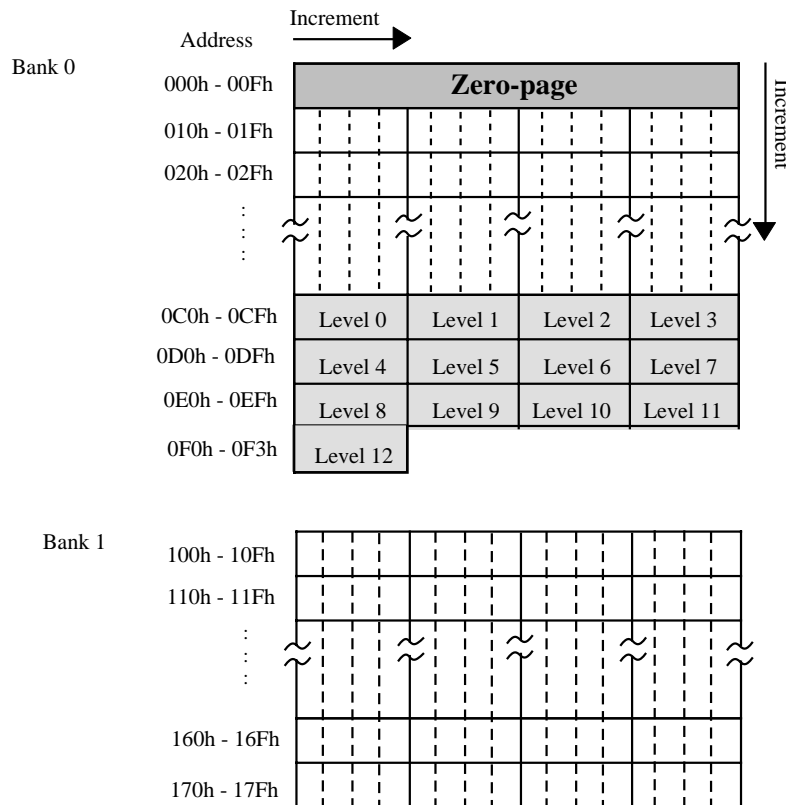 Increment
Address
Bank 0
000h - 00Fh
Zero-page
Increment
010h - 01Fh
020h - 02Fh
:
:
:
0C0h - 0CFh Level 0 Level 1 Level 2 Level 3
0D0h - 0DFh Level 4 Level 5 Level 6 Level 7
0E0h - 0EFh Level 8 Level 9 Level 10 Level 11
0F0h - 0F3h Level 12
Bank 1
100h - 10Fh
110h - 11Fh
:
:
:
160h - 16Fh
170h - 17Fh